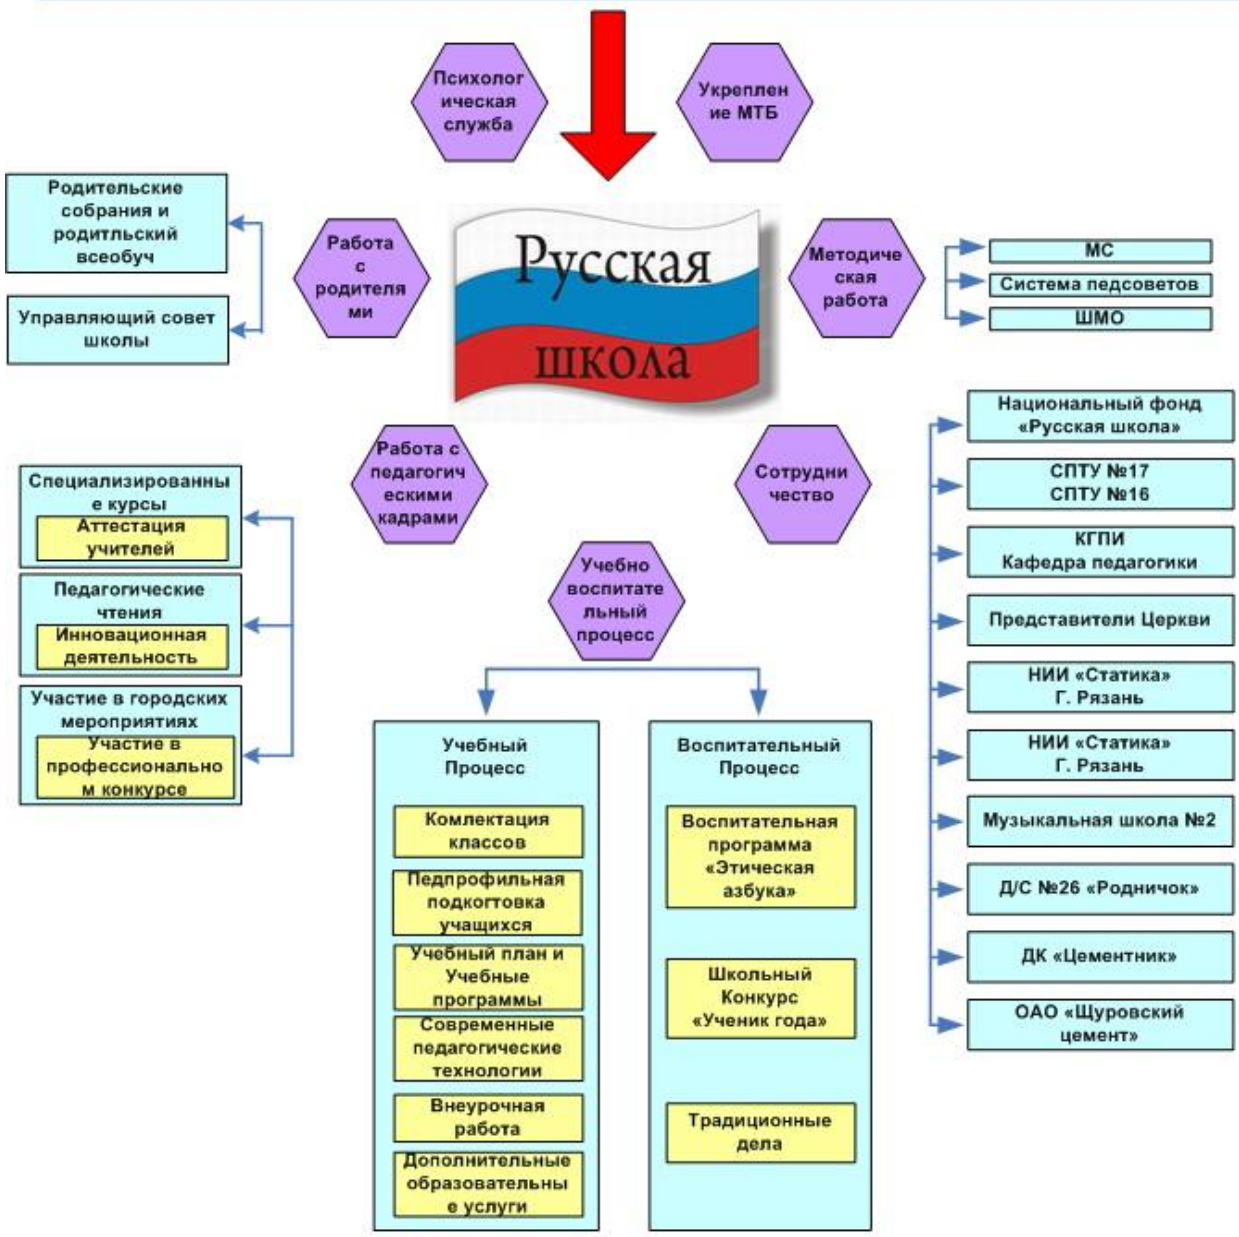 Психолог
ическая
служба
Укреплен
ие МТБ
Родительские
собрания и
родитльский
всеобуч
Управляющий совет
школы
Работа
с
родителя
ми
Русская
школа
Методиче
ская
работа
МС
Система педсоветов
ШМО
Работа с
педагогич
ескими
кадрами
Сотрудни
чество
Учебно
воспитате
льный
процесс
Специализированны
е курсы
Аттестация
учителей
Педагогические
чтения
Инновационная
деятельность
Участие в городских
мероприятиях
Участие в
профессионально
м конкурсе
Учебный
Процесс
Комлектация
классов
Педпрофильная
подкогтовка
учащихся
Учебный план и
Учебные
программы
Современные
педагогические
технологии
Внеурочная
работа
Дополнительные
образовательны
е услуги
Воспитательный
Процесс
Воспитательная
программа
«Этическая
азбука»
Школьный
Конкурс
«Ученик года»
Традиционные
дела
Национальный фонд
«Русская школа»
СПТУ №17
СПТУ №16
КГПИ
Кафедра педагогики
Представители Церкви
НИИ «Статика»
Г. Рязань
НИИ «Статика»
Г. Рязань
Музыкальная школа №2
Д/С №26 «Родничок»
ДК «Цементник»
ОАО «Щуровский
цемент»